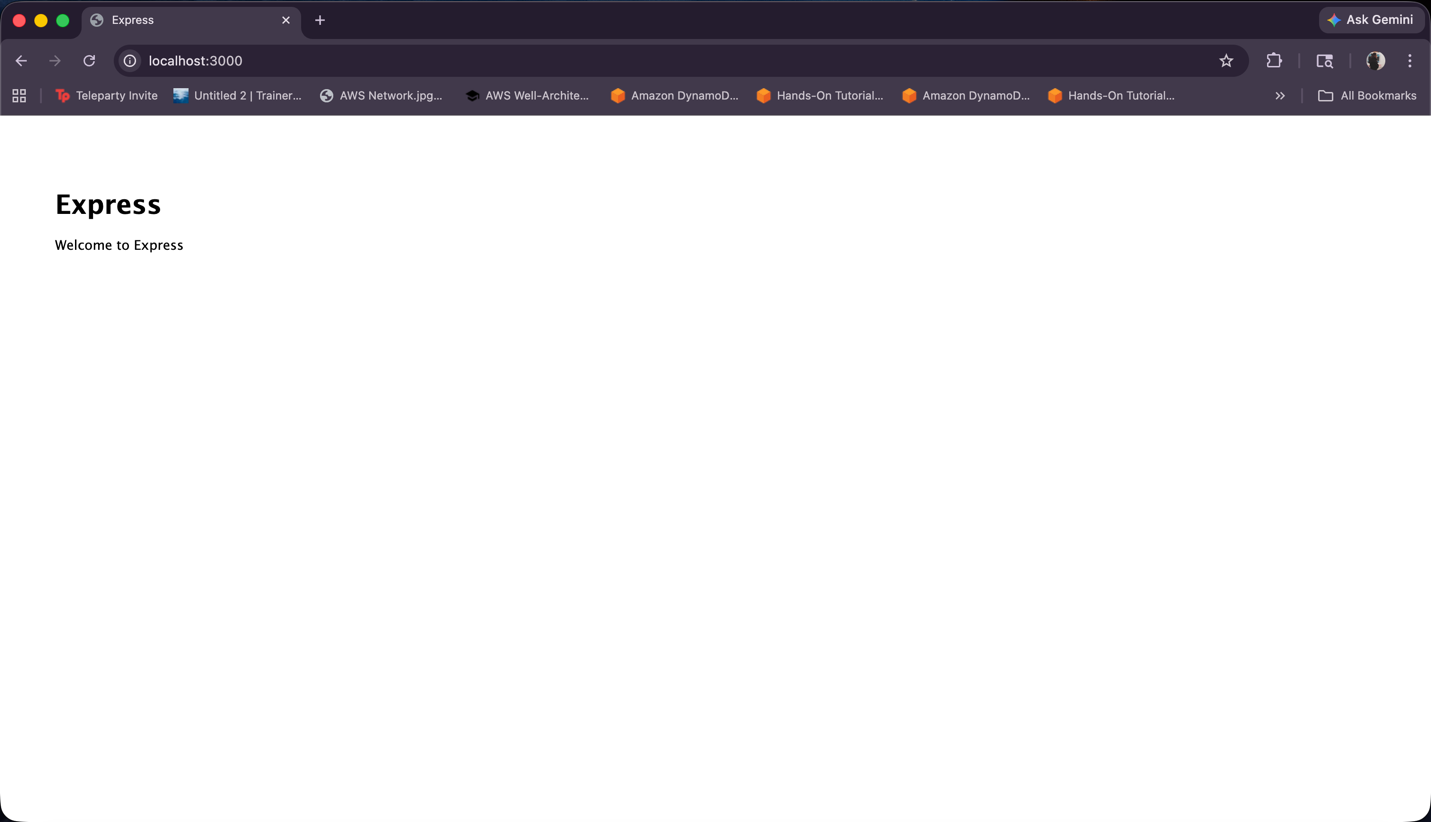 Express
Ask Gemini
localhost:3000
Tp Teleparty Invite
Untitled 2 | Trainer...
AWS Network.jpg...
AWS Well-Archite...
Amazon DynamoD...
Hands-On Tutorial...
Amazon DynamoD...
Hands-On Tutorial...
All Bookmarks
Express
Welcome to Express